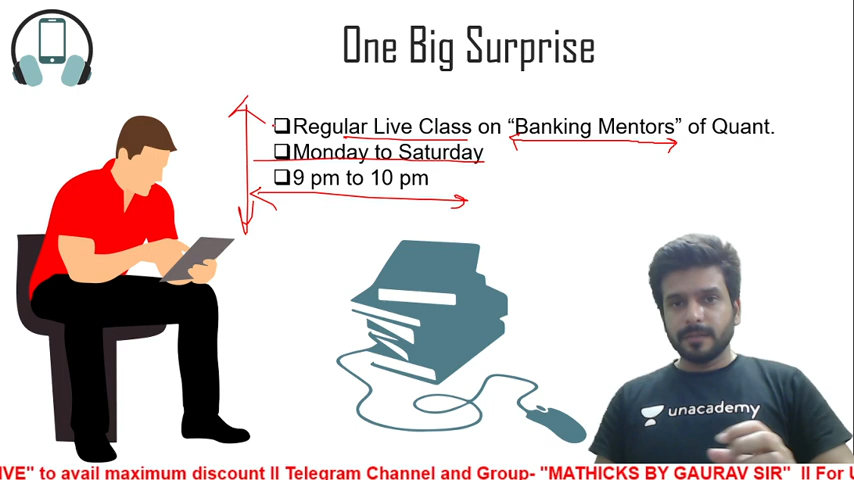 One Big Surprise
Regular Live Class on “Banking Mentors” of Quant.
Monday to Saturday
9 pm to 10 pm
unacademy
IVE" to avail maximum discount II Telegram Channel and Group- "MATHICKS BY GAURAV SIR" II For U